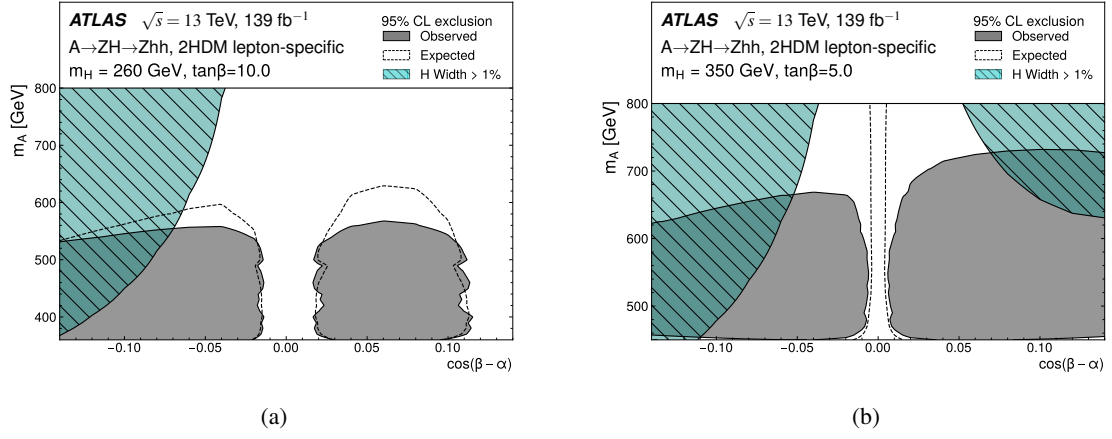 ATLAS √s = 13 TeV, 139 fb⁻¹
A→ZH→Zhh, 2HDM lepton-specific
m_H = 260 GeV, tanβ=10.0
95% CL exclusion
Observed
Expected
H Width > 1%
m_A [GeV]
800
700
600
500
400
−0.10
−0.05
0.00
0.05
0.10
cos(β − α)
(a)
ATLAS √s = 13 TeV, 139 fb⁻¹
A→ZH→Zhh, 2HDM lepton-specific
m_H = 350 GeV, tanβ=5.0
95% CL exclusion
Observed
Expected
H Width > 1%
m_A [GeV]
800
700
600
500
−0.10
−0.05
0.00
0.05
0.10
cos(β − α)
(b)